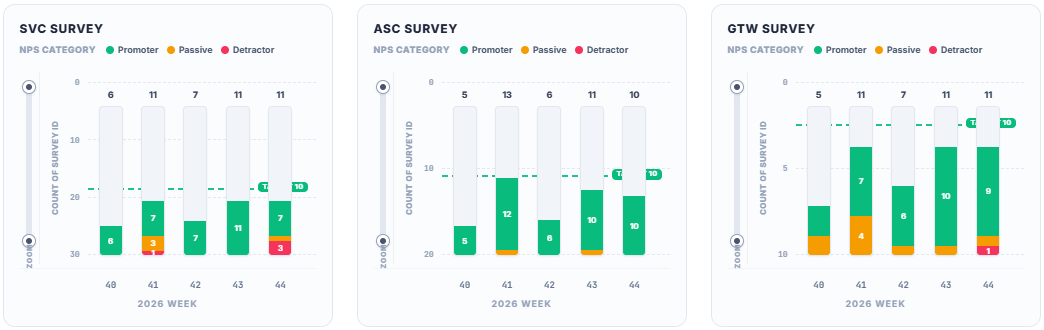 SVC SURVEY
NPS CATEGORY Promoter Passive Detractor
0
10
20
30
COUNT OF SURVEY ID
ZOOM
6 11 7 11 11
10
6
7
3
1
7
11
7
3
40 41 42 43 44
2026 WEEK
ASC SURVEY
NPS CATEGORY Promoter Passive Detractor
0
10
20
COUNT OF SURVEY ID
ZOOM
5 13 6 11 10
10
5
12
6
10
10
40 41 42 43 44
2026 WEEK
GTW SURVEY
NPS CATEGORY Promoter Passive Detractor
0
5
10
COUNT OF SURVEY ID
ZOOM
5 11 7 11 11
10
7
4
6
10
9
1
40 41 42 43 44
2026 WEEK